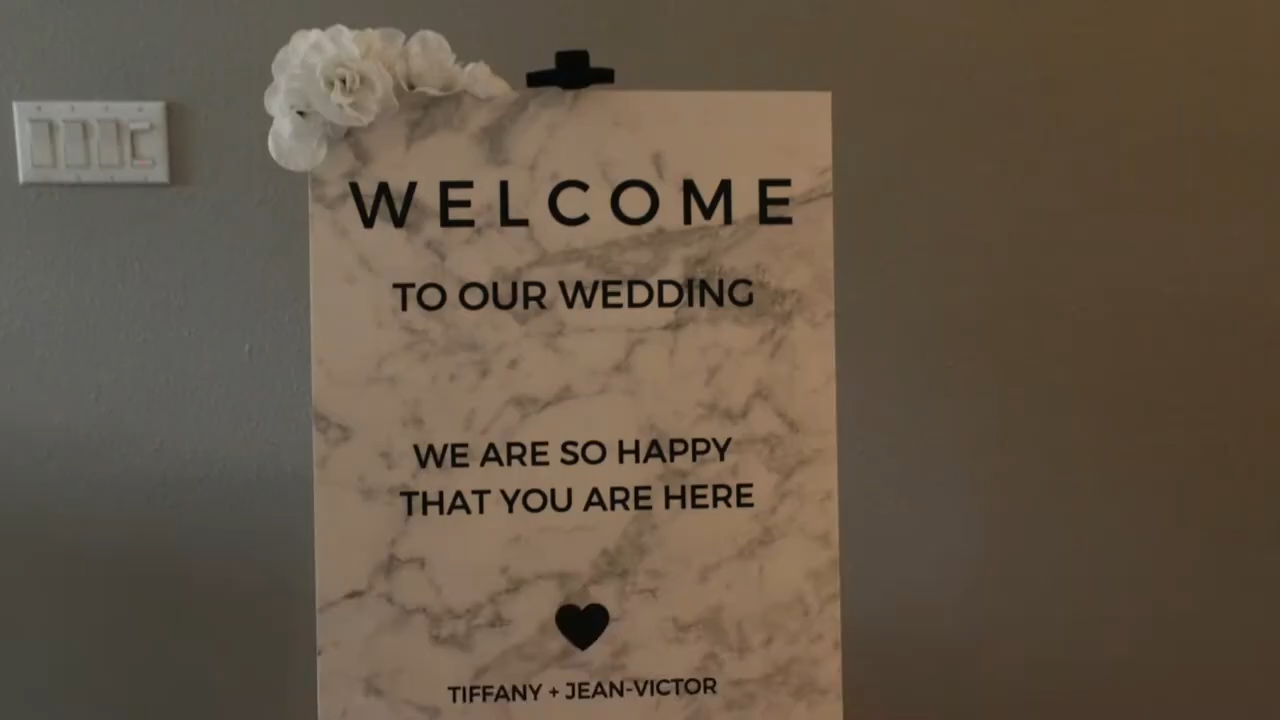 WELCOME
TO OUR WEDDING
WE ARE SO HAPPY
THAT YOU ARE HERE
TIFFANY + JEAN-VICTOR